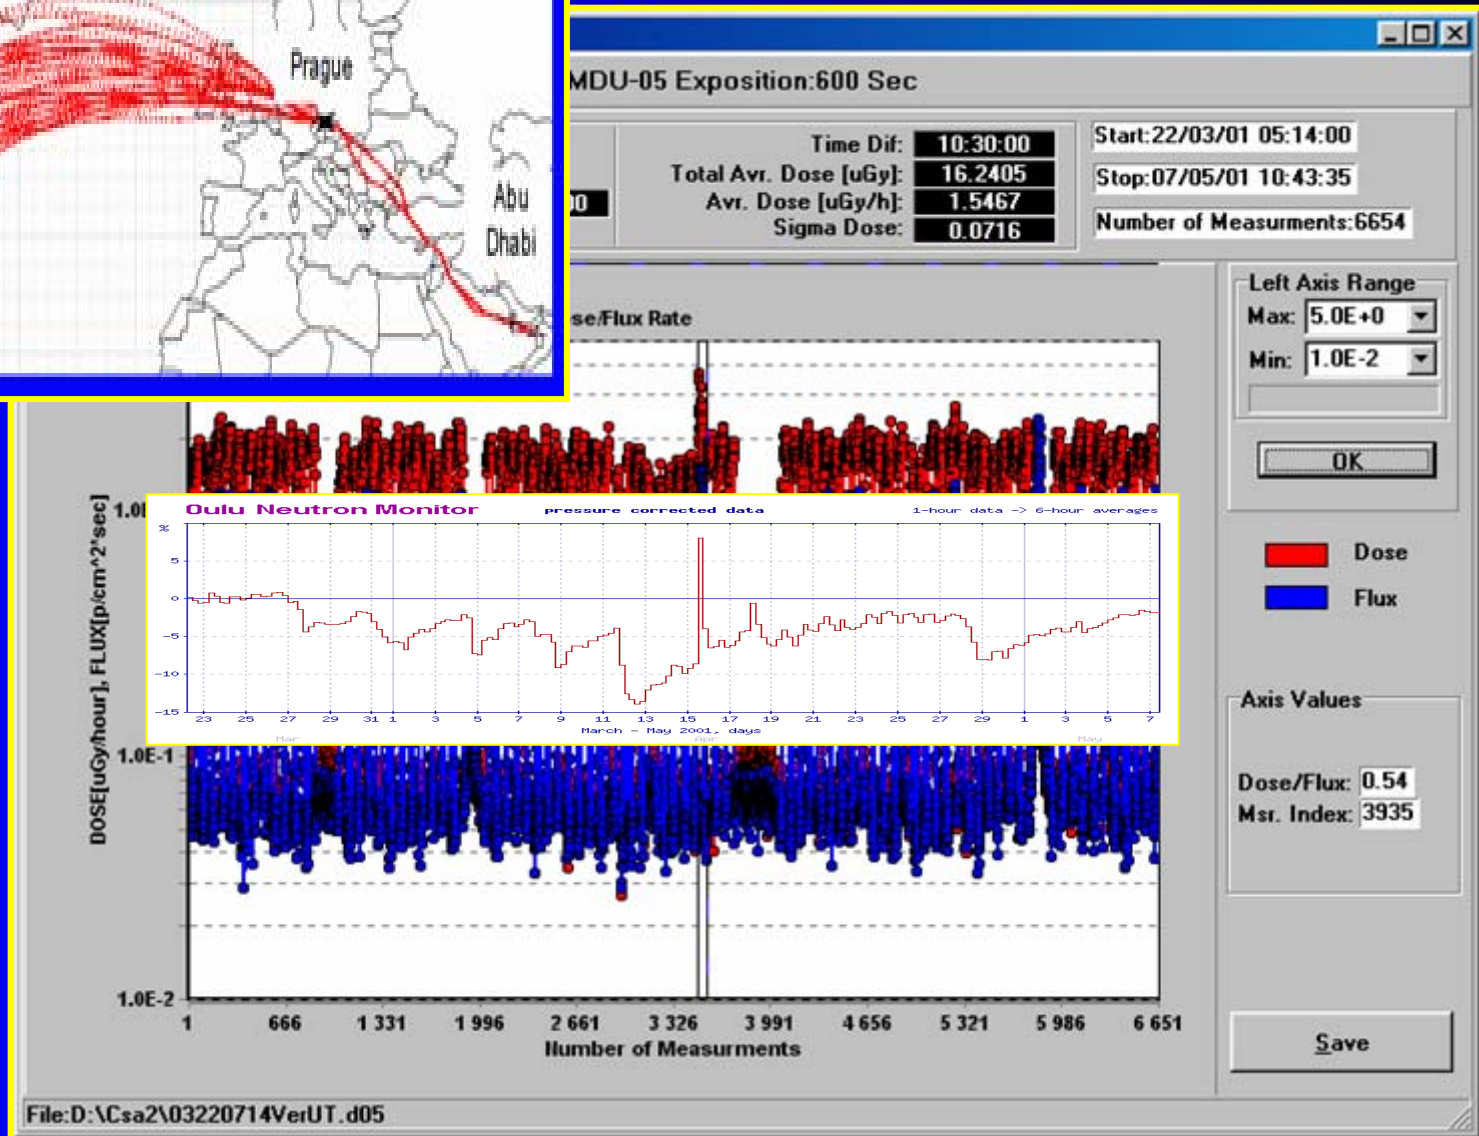 Prague
Abu
Dhabi
MDU-05 Exposition:600 Sec
Time Dif: 10:30:00
Total Avr. Dose [uGy]: 16.2405
Avr. Dose [uGy/h]: 1.5467
Sigma Dose: 0.0716
Start:22/03/01 05:14:00
Stop:07/05/01 10:43:35
Number of Measurments:6654
se/Flux Rate
Left Axis Range
Max: 5.0E+0
Min: 1.0E-2
OK
Dose
Flux
Axis Values
Dose/Flux: 0.54
Msr. Index: 3935
Save
DOSE[uGy/hour], FLUX[p/cm^2*sec]
1.0E
1.0E-1
1.0E-2
Oulu Neutron Monitor pressure corrected data 1-hour data -> 6-hour averages
%
5
0
-5
-10
-15
23 25 27 29 31 1 3 5 7 9 11 13 15 17 19 21 23 25 27 29 1 3 5 7
Mar Apr May
March - May 2001, days
1 666 1 331 1 996 2 661 3 326 3 991 4 656 5 321 5 986 6 651
Number of Measurments
File:D:\Csa2\03220714VerUT.d05